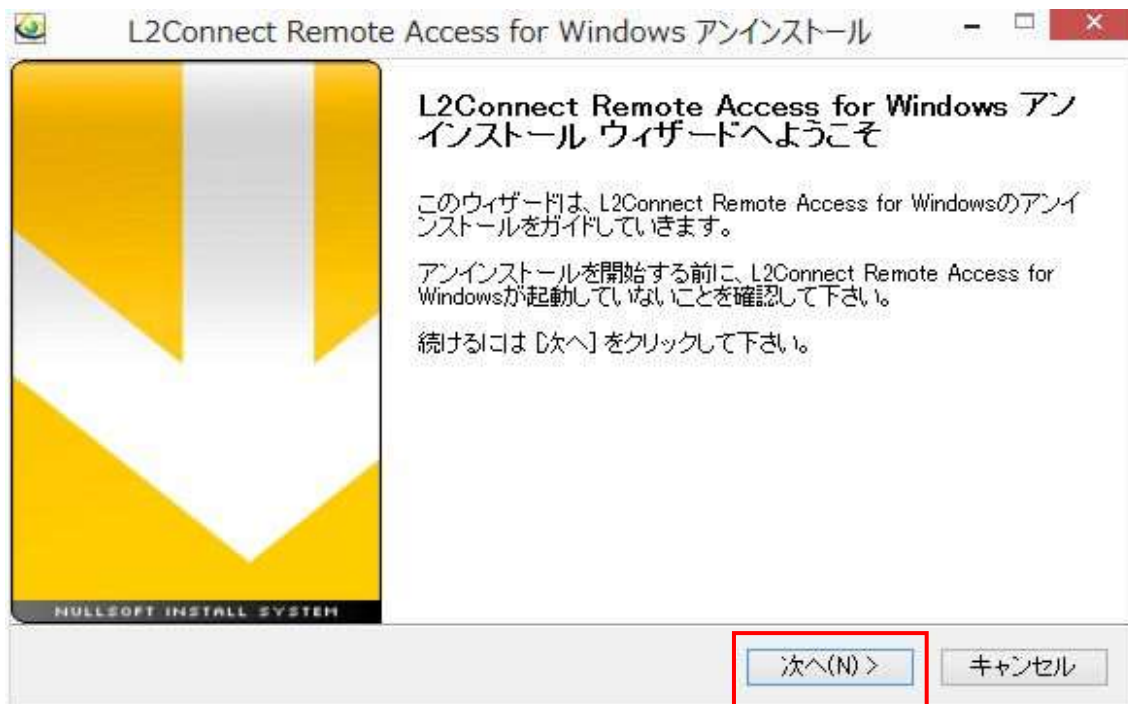 L2Connect Remote Access for Windows アンインストール
L2Connect Remote Access for Windows アン
インストール ウィザードへようこそ
このウィザードは、L2Connect Remote Access for Windowsのアンイ
ンストールをガイドしていきます。
アンインストールを開始する前に、L2Connect Remote Access for
Windowsが起動していないことを確認して下さい。
続けるには [次へ] をクリックして下さい。
NULLSOFT INSTALL SYSTEM
次へ(N) >
キャンセル